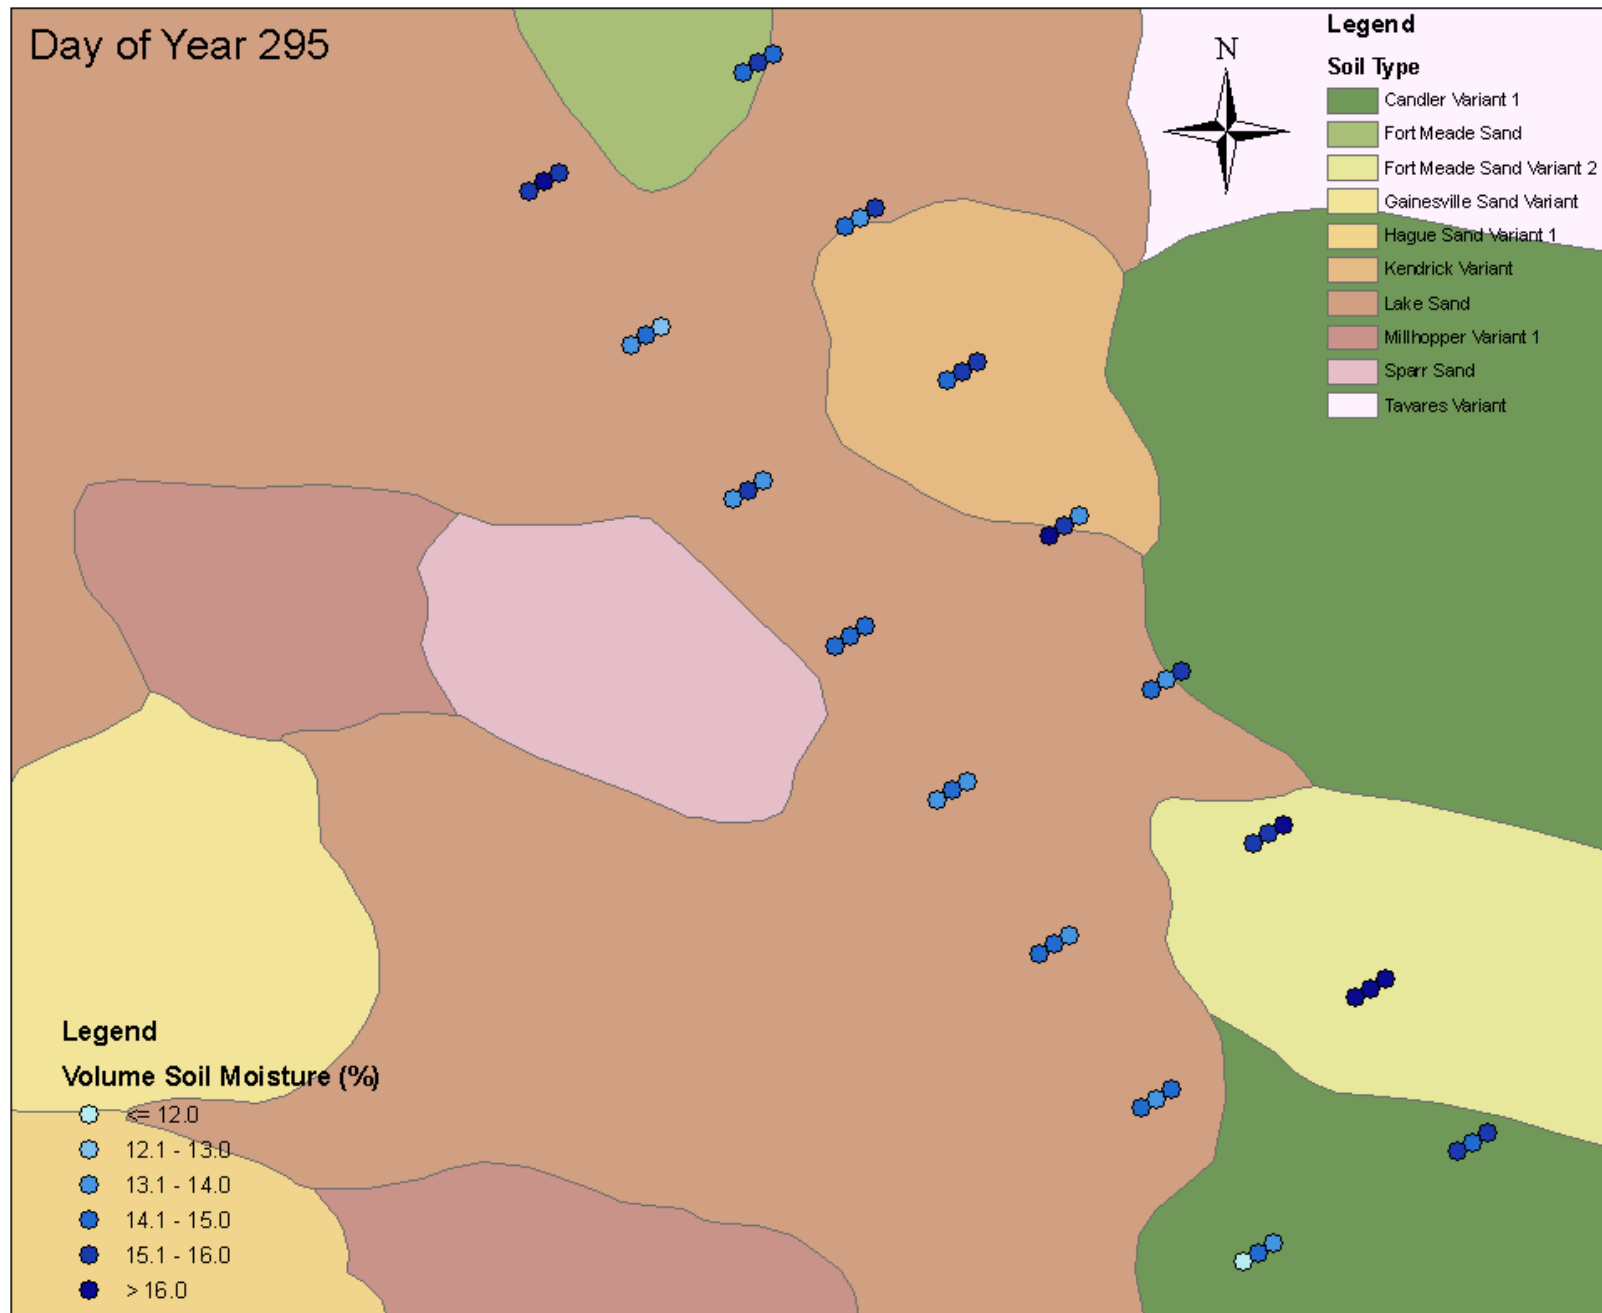 Day of Year 295
N
Legend
Soil Type
Candler Variant 1
Fort Meade Sand
Fort Meade Sand Variant 2
Gainesville Sand Variant
Hague Sand Variant 1
Kendrick Variant
Lake Sand
Millhopper Variant 1
Sparr Sand
Tavares Variant
Legend
Volume Soil Moisture (%)
<= 12.0
12.1 - 13.0
13.1 - 14.0
14.1 - 15.0
15.1 - 16.0
> 16.0